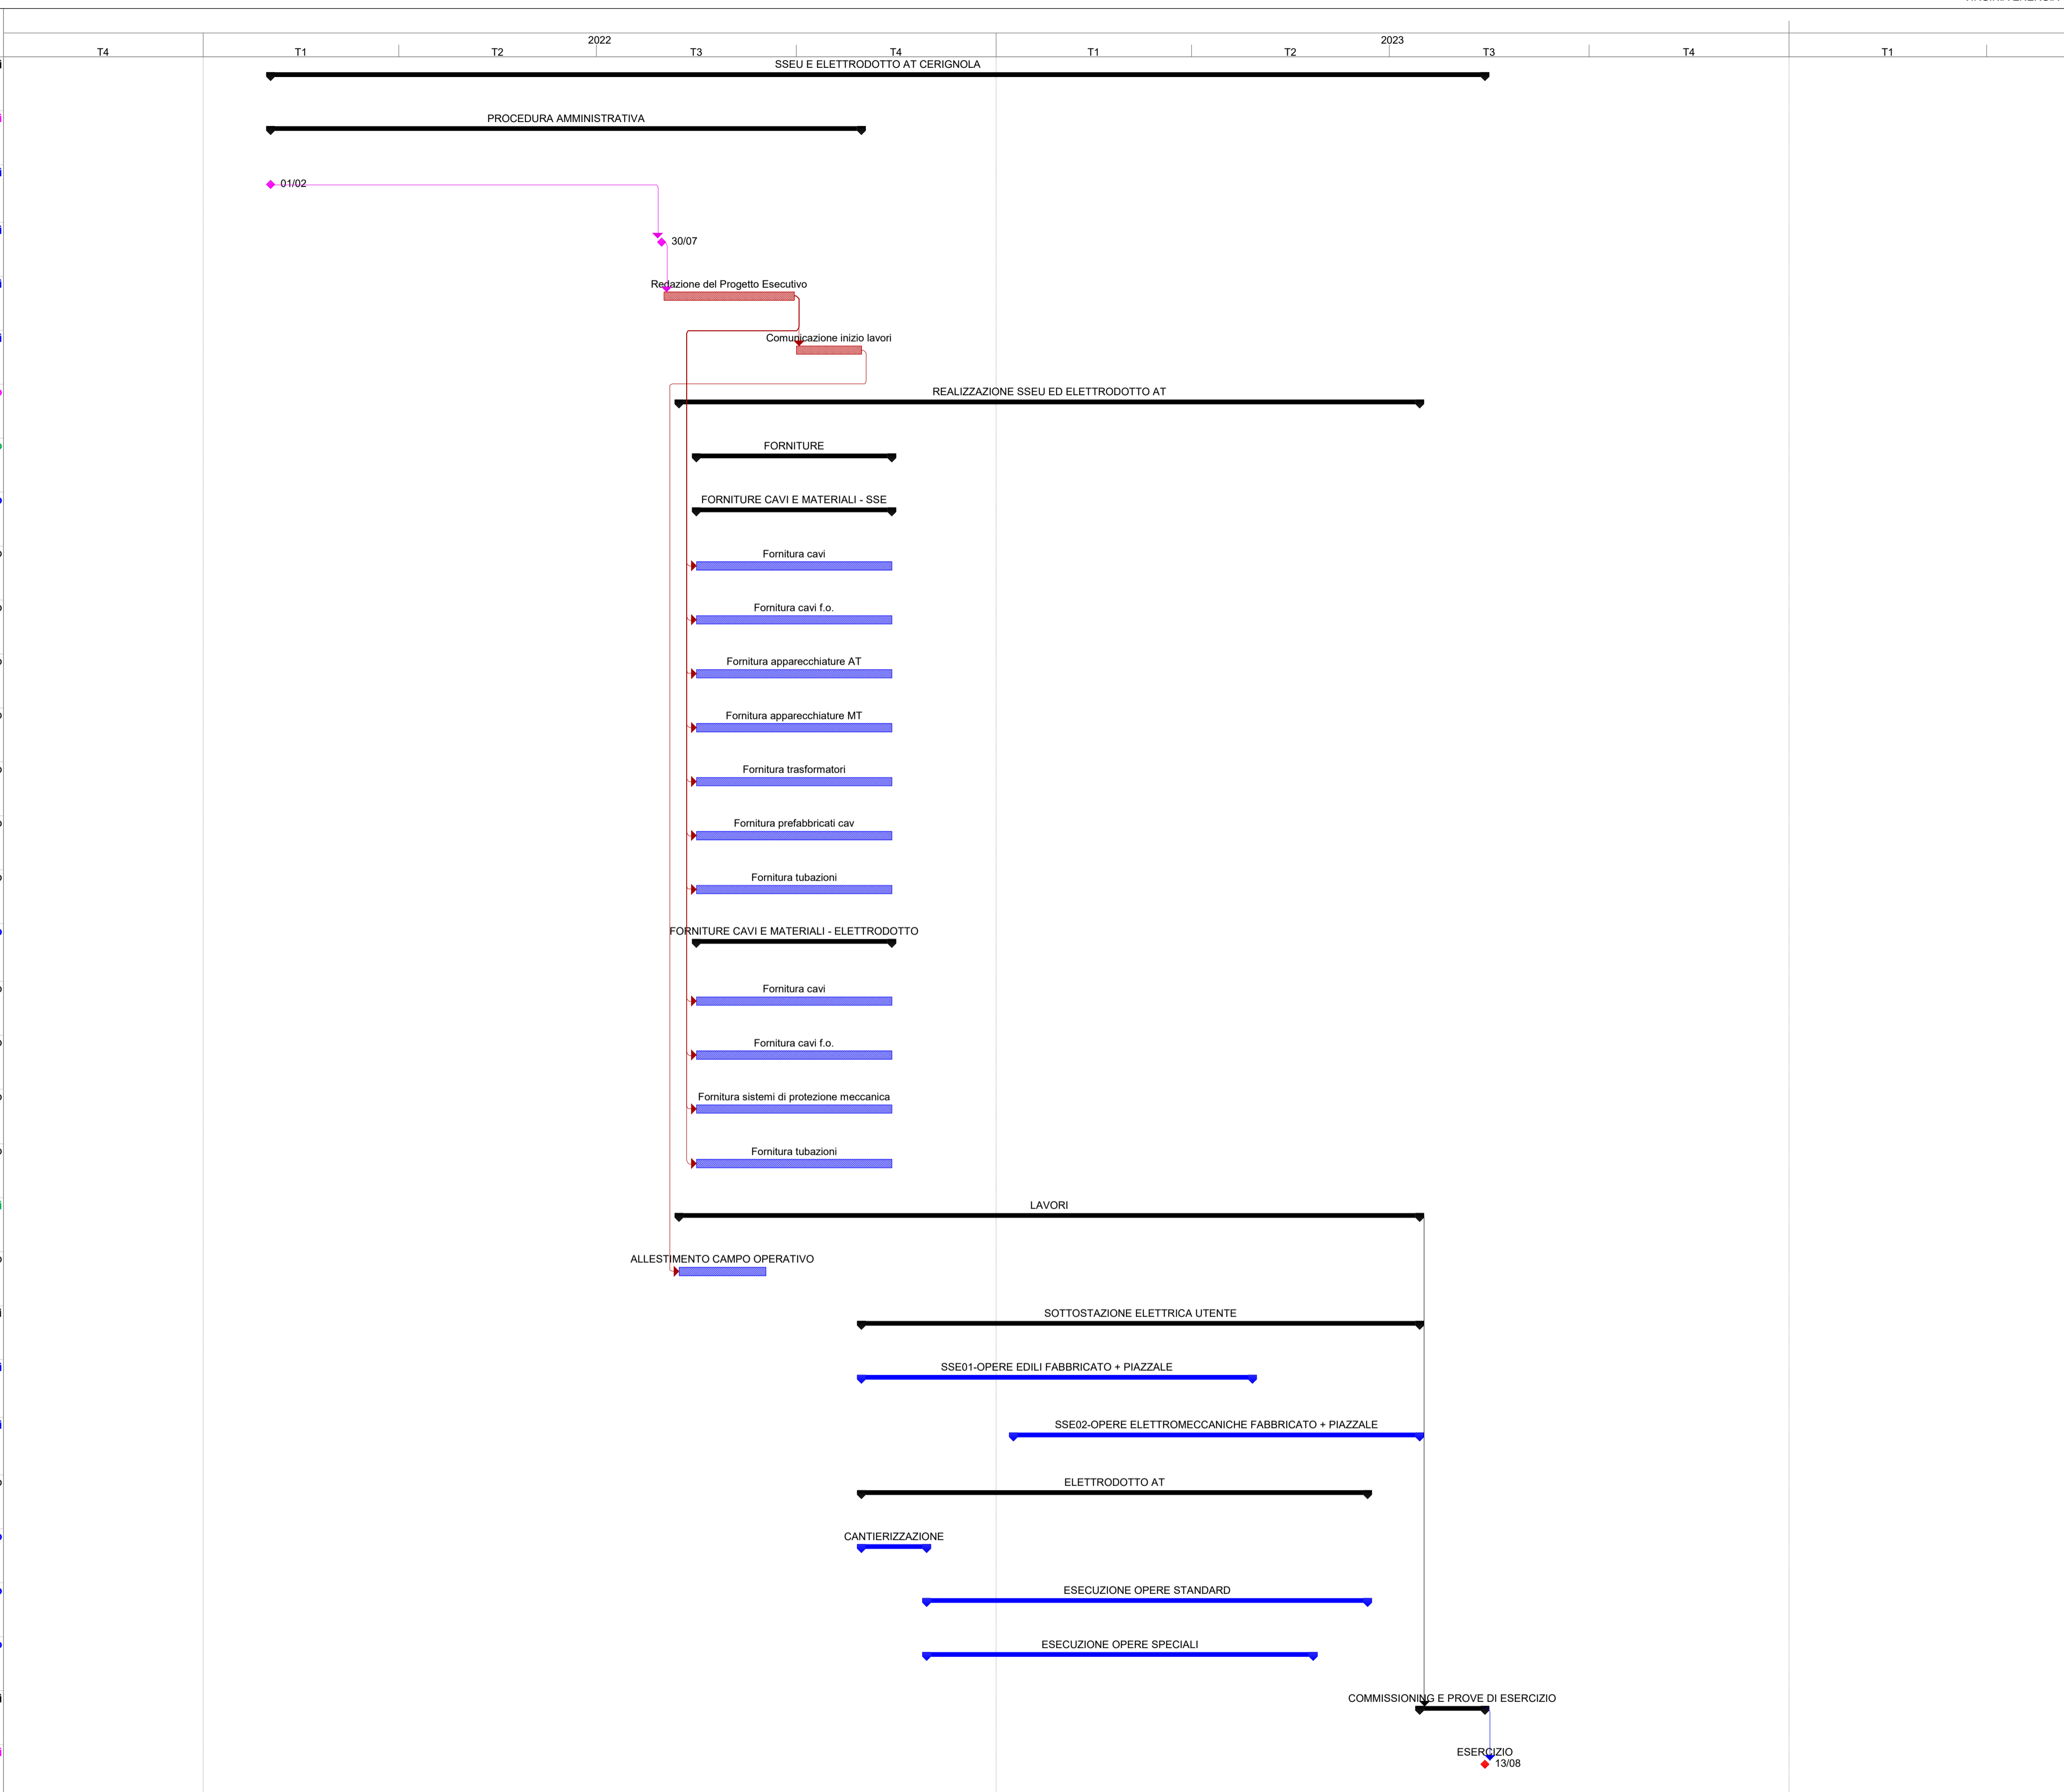 2022 2023
T4 T1 T2 T3 T4 T1 T2 T3 T4 T1
SSEU E ELETTRODOTTO AT CERIGNOLA
PROCEDURA AMMINISTRATIVA
01/02
30/07
Redazione del Progetto Esecutivo
Comunicazione inizio lavori
REALIZZAZIONE SSEU ED ELETTRODOTTO AT
FORNITURE
FORNITURE CAVI E MATERIALI - SSE
Fornitura cavi
Fornitura cavi f.o.
Fornitura apparecchiature AT
Fornitura apparecchiature MT
Fornitura trasformatori
Fornitura prefabbricati cav
Fornitura tubazioni
FORNITURE CAVI E MATERIALI - ELETTRODOTTO
Fornitura cavi
Fornitura cavi f.o.
Fornitura sistemi di protezione meccanica
Fornitura tubazioni
LAVORI
ALLESTIMENTO CAMPO OPERATIVO
SOTTOSTAZIONE ELETTRICA UTENTE
SSE01-OPERE EDILI FABBRICATO + PIAZZALE
SSE02-OPERE ELETTROMECCANICHE FABBRICATO + PIAZZALE
ELETTRODOTTO AT
CANTIERIZZAZIONE
ESECUZIONE OPERE STANDARD
ESECUZIONE OPERE SPECIALI
COMMISSIONING E PROVE DI ESERCIZIO
ESERCIZIO
13/08